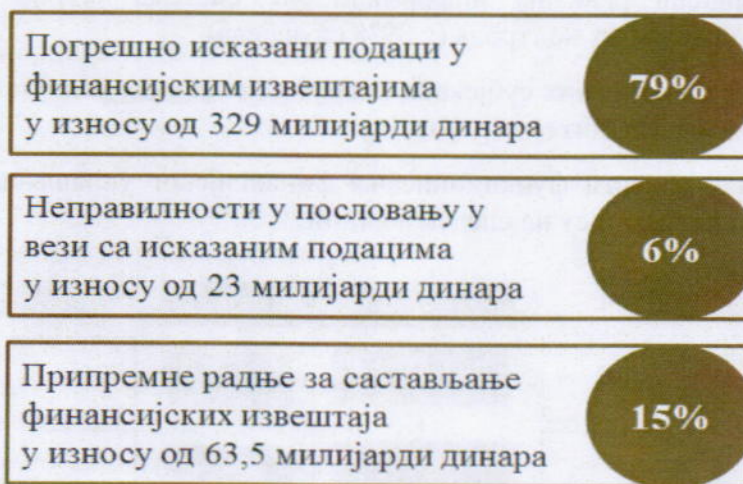 Погрешно исказани подаци у
финансијским извештајима
у износу од 329 милијарди динара
79%
Неправилности у пословању у
вези са исказаним подацима
у износу од 23 милијарди динара
6%
Припремне радње за састављање
финансијских извештаја
у износу од 63,5 милијарди динара
15%